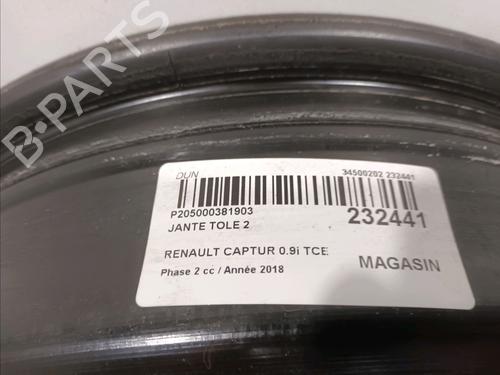 B-PARTS
DUN
34500202 232441
P205000381903
232441
JANTE TOLE 2
RENAULT CAPTUR 0.9i TCE
MAGASIN
Phase 2 cc / Année 2018